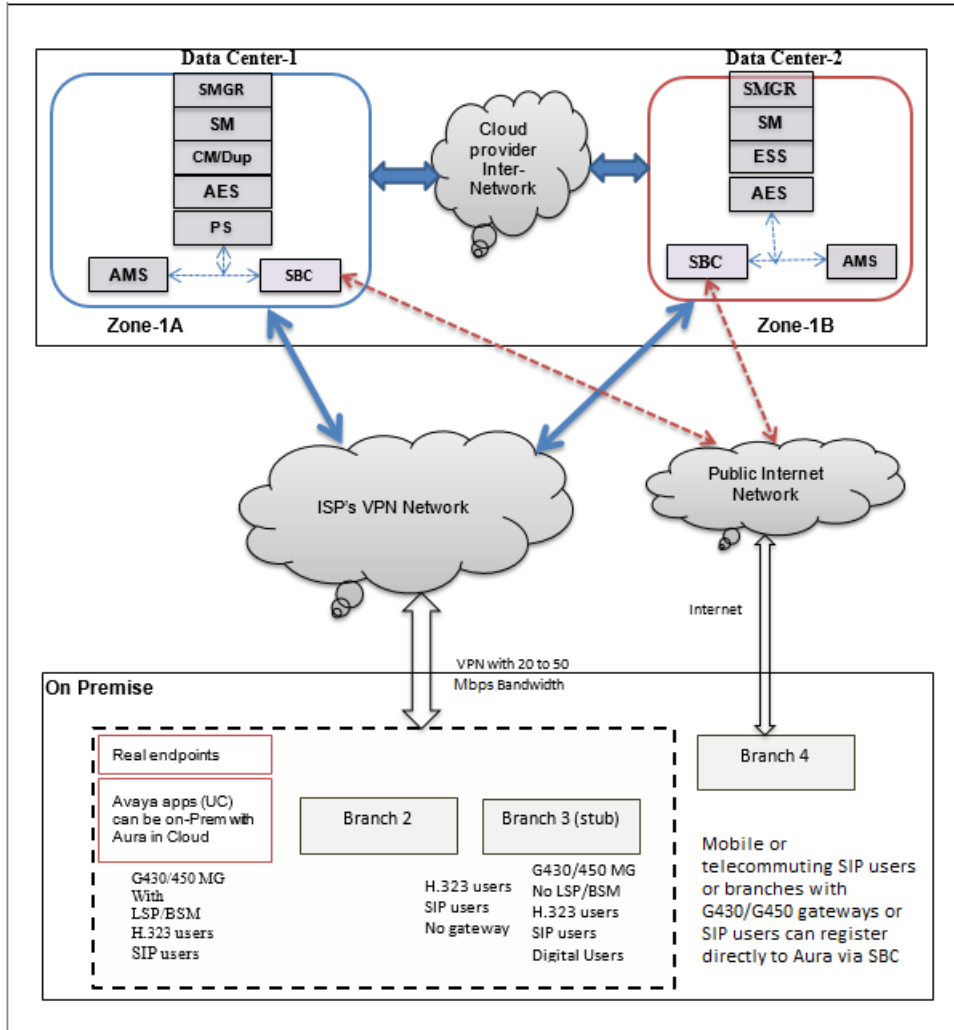 Data Center-1
Data Center-2
SMGR
SM
CM/Dup
AES
PS
AMS
SBC
Zone-1A
Cloud
provider
Inter-
Network
SMGR
SM
ESS
AES
SBC
AMS
Zone-1B
ISP's VPN Network
Public Internet
Network
Internet
VPN with 20 to 50
Mbps Bandwidth
On Premise
Real endpoints
Avaya apps (UC)
can be on-Prem with
Aura in Cloud
G430/450 MG
With
LSP/BSM
H.323 users
SIP users
Branch 2
H.323 users
SIP users
No gateway
Branch 3 (stub)
G430/450 MG
No LSP/BSM
H.323 users
SIP users
Digital Users
Branch 4
Mobile or
telecommuting SIP users
or branches with
G430/G450 gateways or
SIP users can register
directly to Aura via SBC